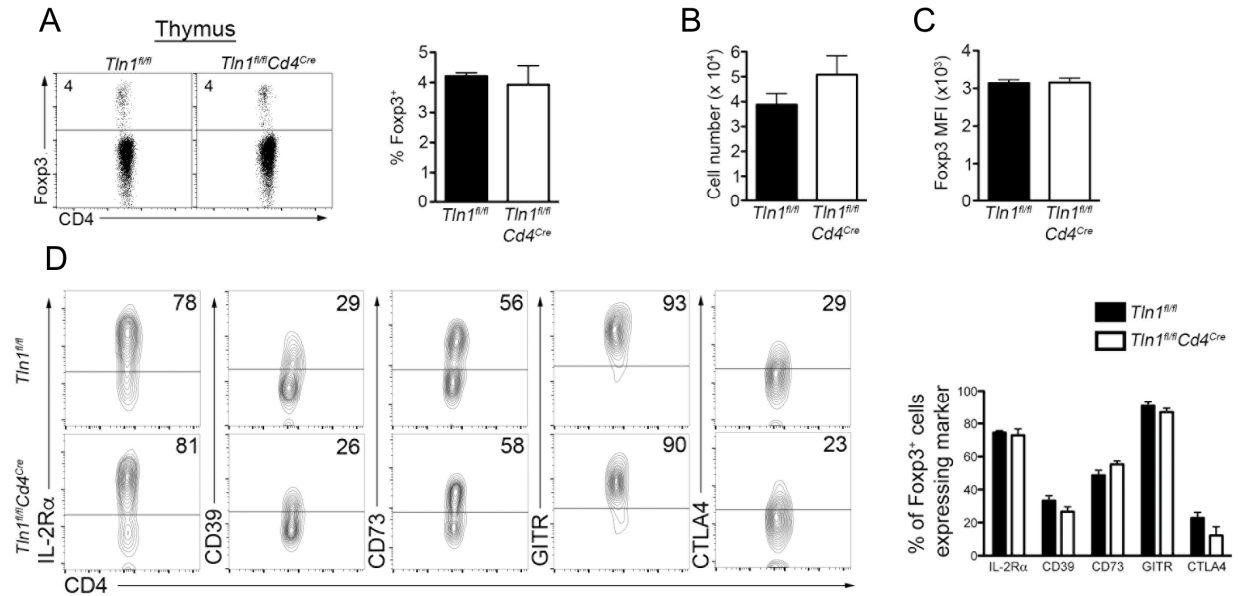 A
Thymus
Tln1fl/fl
Tln1fl/flCd4Cre
4
4
Foxp3
CD4
5
4
3
2
1
0
% Foxp3+
Tln1fl/fl
Tln1fl/fl
Cd4Cre
B
6
5
4
3
2
1
0
Cell number (x 10⁴)
Tln1fl/fl
Tln1fl/fl
Cd4Cre
C
4
3
2
1
0
Foxp3 MFI (x10³)
Tln1fl/fl
Tln1fl/fl
Cd4Cre
D
Tln1fl/fl
78
29
56
93
29
Tln1fl/flCd4Cre
81
26
58
90
23
IL-2Rα
CD39
CD73
GITR
CTLA4
CD4
Tln1fl/fl
Tln1fl/flCd4Cre
% of Foxp3+ cells
expressing marker
100
80
60
40
20
0
IL-2Rα CD39 CD73 GITR CTLA4